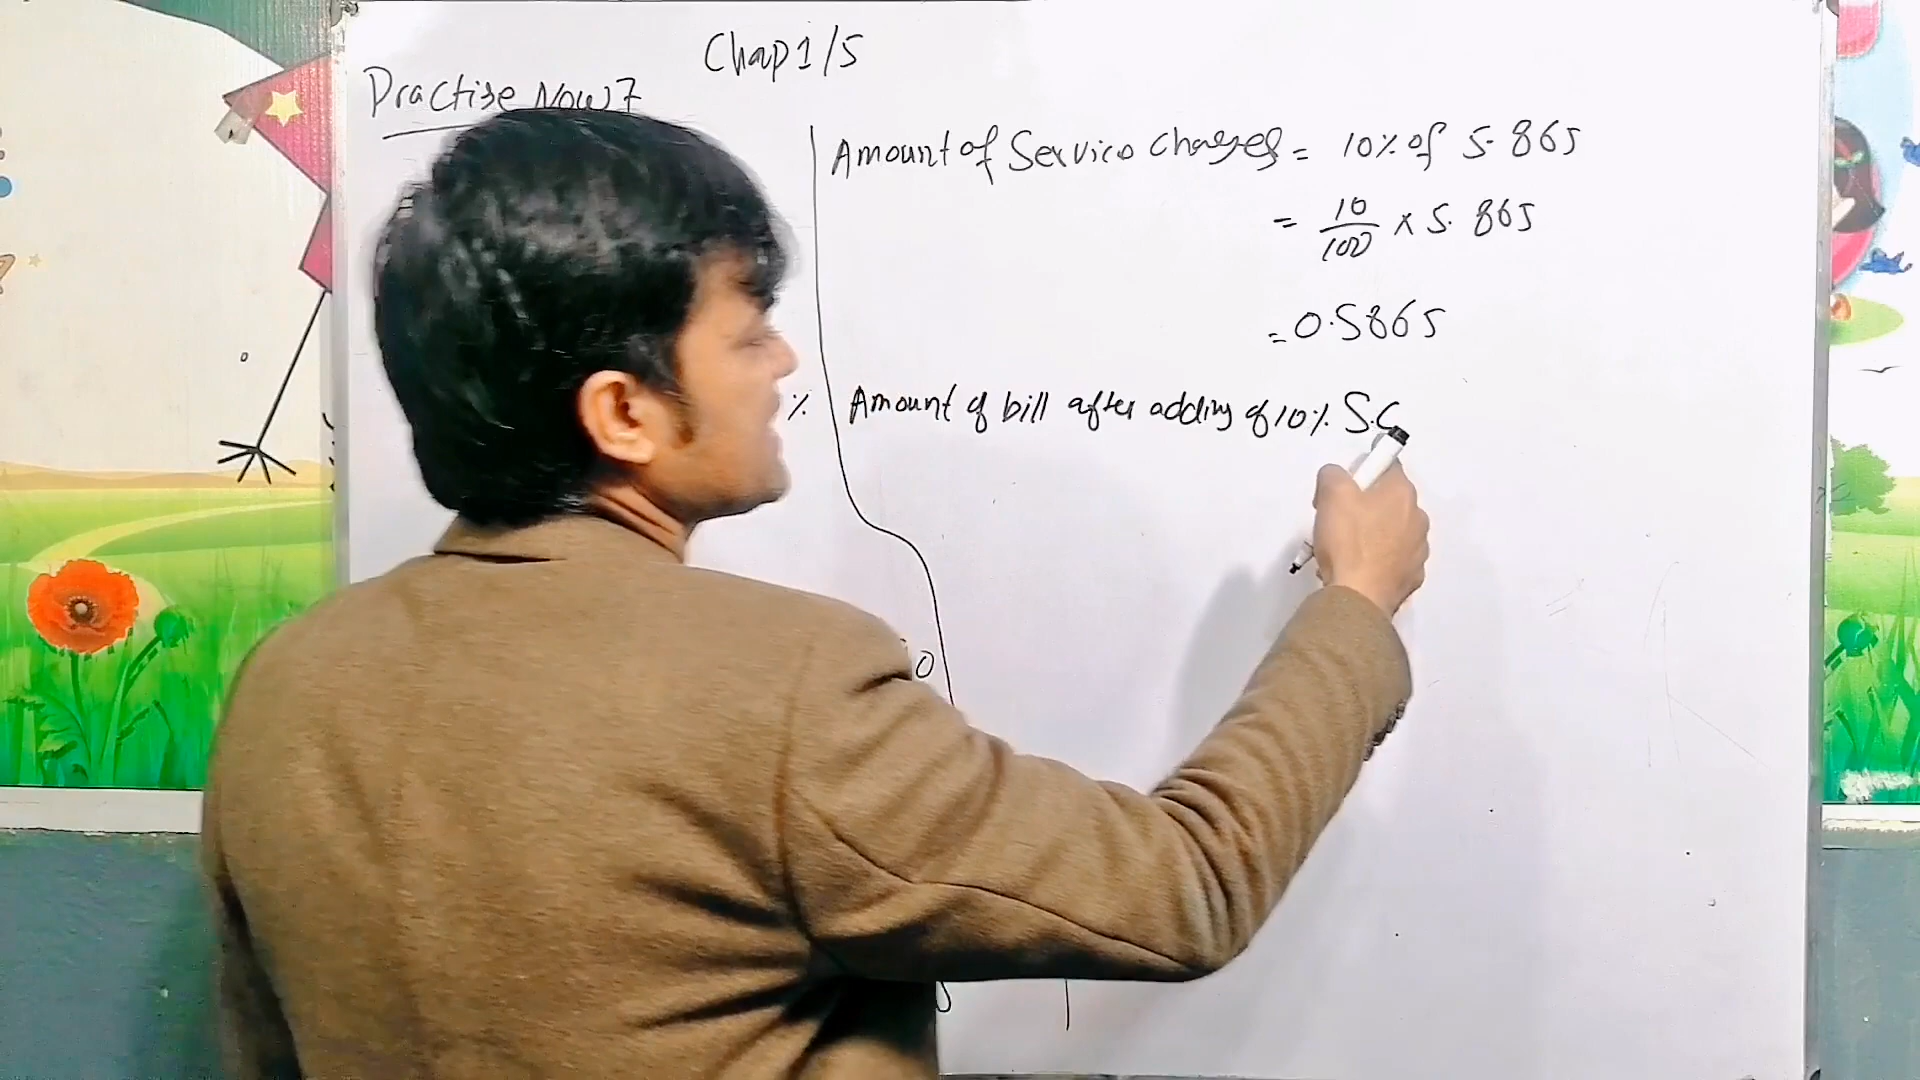 Chap 1/5
Practise Now 7
Amount of Service Charges = 10% of 5.865
= 10/100 × 5.865
= 0.5865
%
Amount of bill after adding of 10% S.C
0